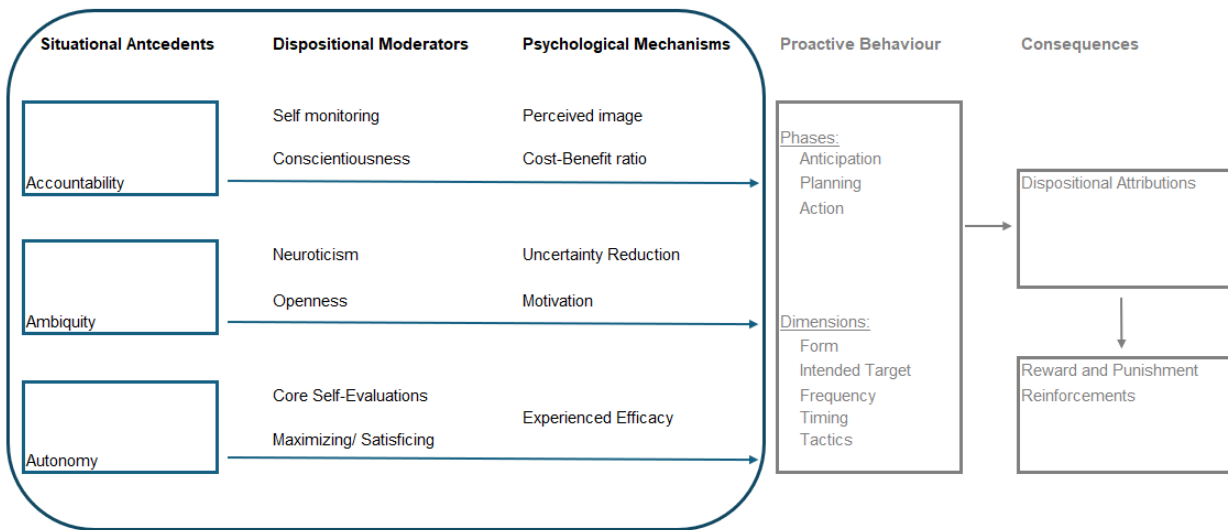 Situational Antcedents
Dispositional Moderators
Psychological Mechanisms
Proactive Behaviour
Consequences
Self monitoring
Perceived image
Conscientiousness
Cost-Benefit ratio
Accountability
Neuroticism
Uncertainty Reduction
Openness
Motivation
Ambiquity
Core Self-Evaluations
Experienced Efficacy
Maximizing/ Satisficing
Autonomy
Phases:
Anticipation
Planning
Action
Dimensions:
Form
Intended Target
Frequency
Timing
Tactics
Dispositional Attributions
Reward and Punishment
Reinforcements